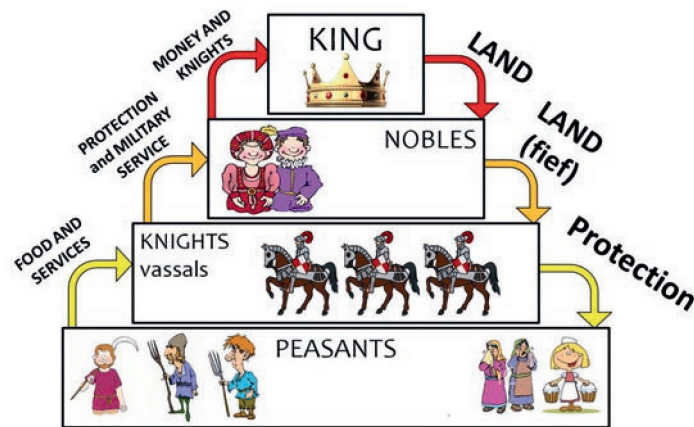 MONEY AND
KNIGHTS
KING
LAND
PROTECTION
and MILITARY
SERVICE
NOBLES
LAND
(fief)
FOOD AND
SERVICES
KNIGHTS
vassals
Protection
PEASANTS